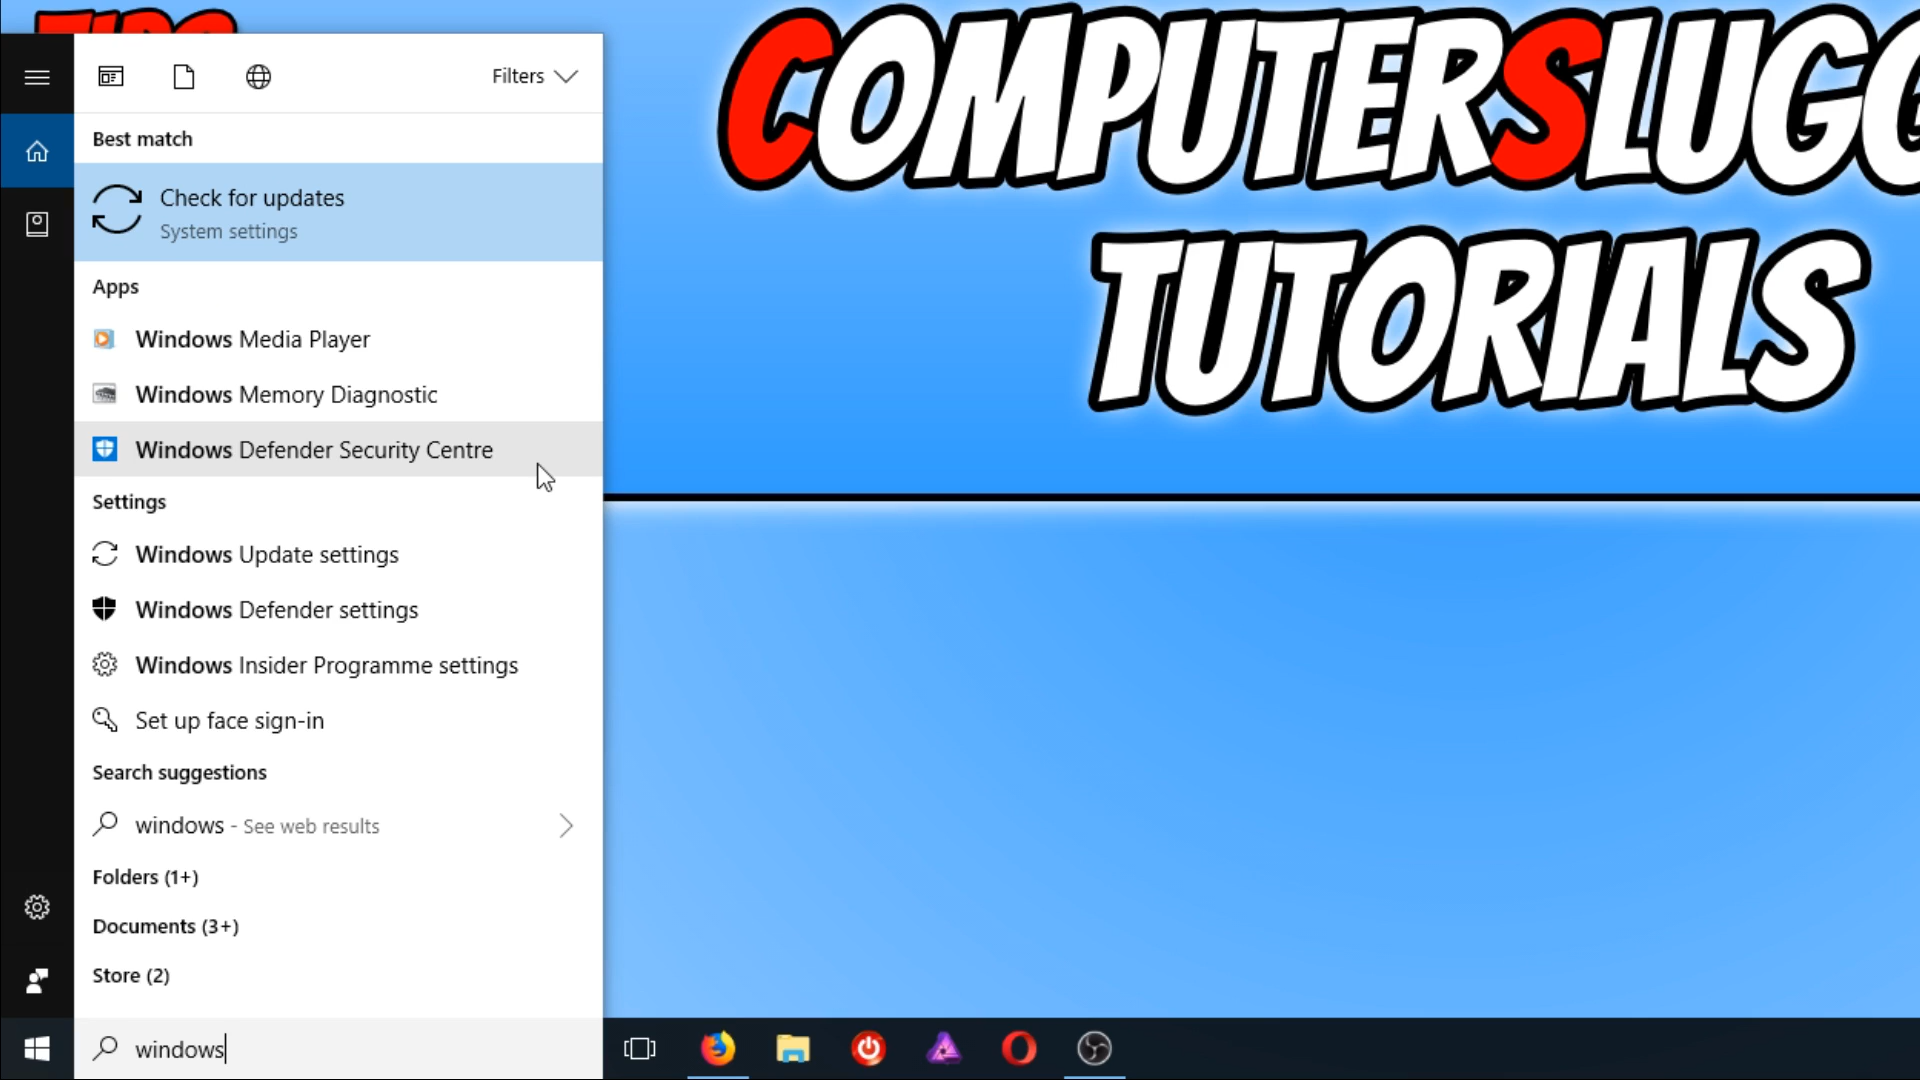 TIPS
COMPUTERSLUGG
TUTORIALS
Filters
Best match
Check for updates
System settings
Apps
Windows Media Player
Windows Memory Diagnostic
Windows Defender Security Centre
Settings
Windows Update settings
Windows Defender settings
Windows Insider Programme settings
Set up face sign-in
Search suggestions
windows - See web results
Folders (1+)
Documents (3+)
Store (2)
windows